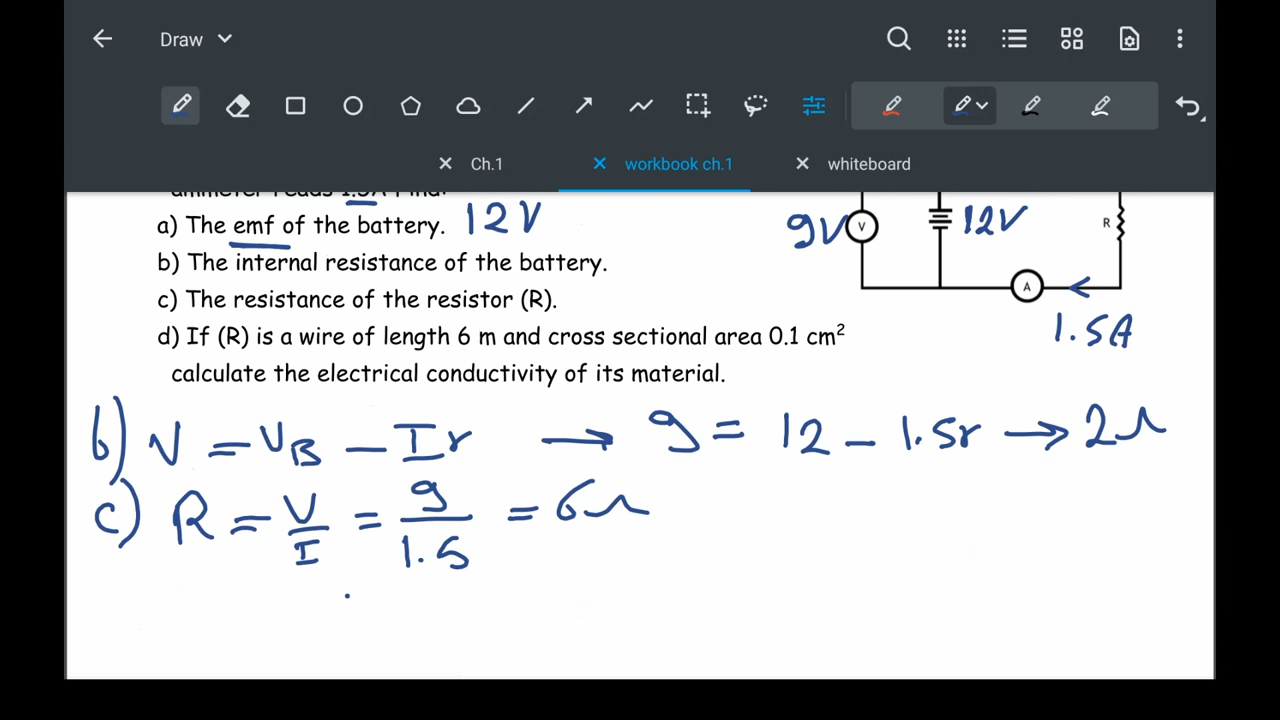 Draw
Ch.1
workbook ch.1
whiteboard
a) The emf of the battery. 12V
9V V 12V R
b) The internal resistance of the battery.
c) The resistance of the resistor (R).
A
1.5A
d) If (R) is a wire of length 6 m and cross sectional area 0.1 cm²
calculate the electrical conductivity of its material.
b) V = VB - Ir → 9 = 12 - 1.5r → 2Ω
c) R = V/I = 9/1.5 = 6Ω